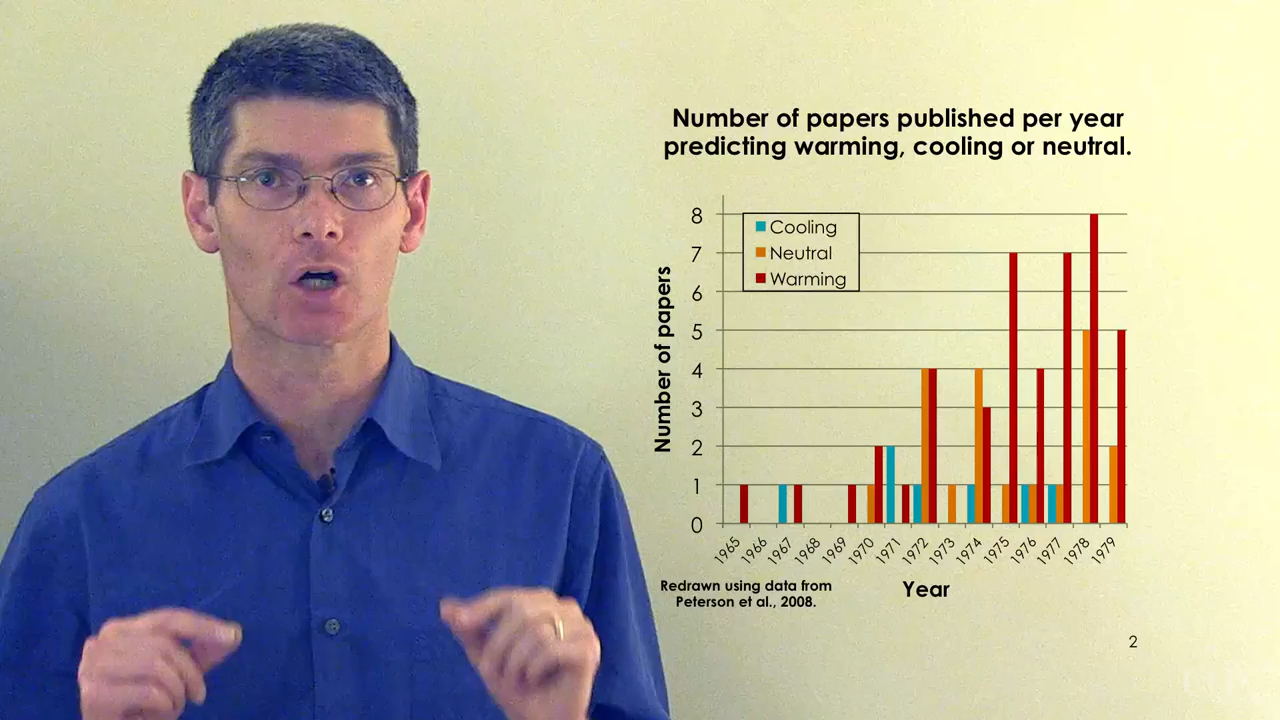 Number of papers published per year
predicting warming, cooling or neutral.
8
7
6
5
4
3
2
1
0
Number of papers
Cooling
Neutral
Warming
1965
1966
1967
1968
1969
1970
1971
1972
1973
1974
1975
1976
1977
1978
1979
Year
Redrawn using data from
Peterson et al., 2008.
2